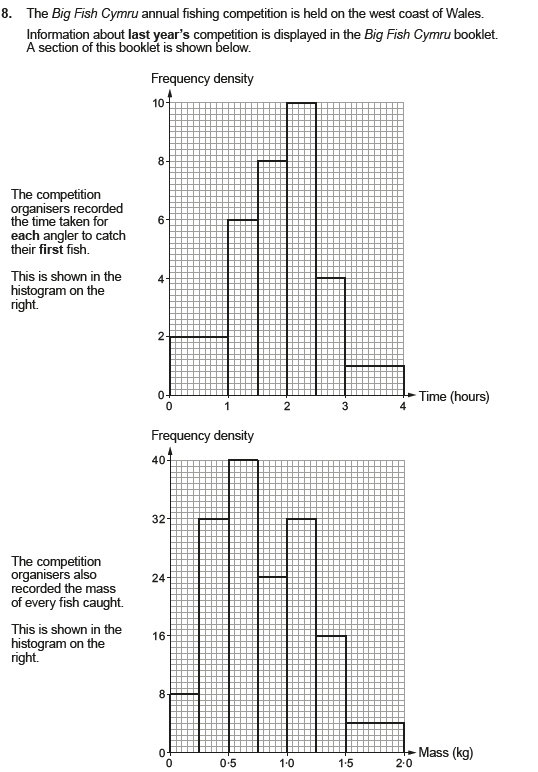 8. The Big Fish Cymru annual fishing competition is held on the west coast of Wales.
Information about last year's competition is displayed in the Big Fish Cymru booklet.
A section of this booklet is shown below.
Frequency density
10
8
6
4
2
0
0 1 2 3 4
Time (hours)
The competition
organisers recorded
the time taken for
each angler to catch
their first fish.
This is shown in the
histogram on the
right.
Frequency density
40
32
24
16
8
0
0 0·5 1·0 1·5 2·0
Mass (kg)
The competition
organisers also
recorded the mass
of every fish caught.
This is shown in the
histogram on the
right.